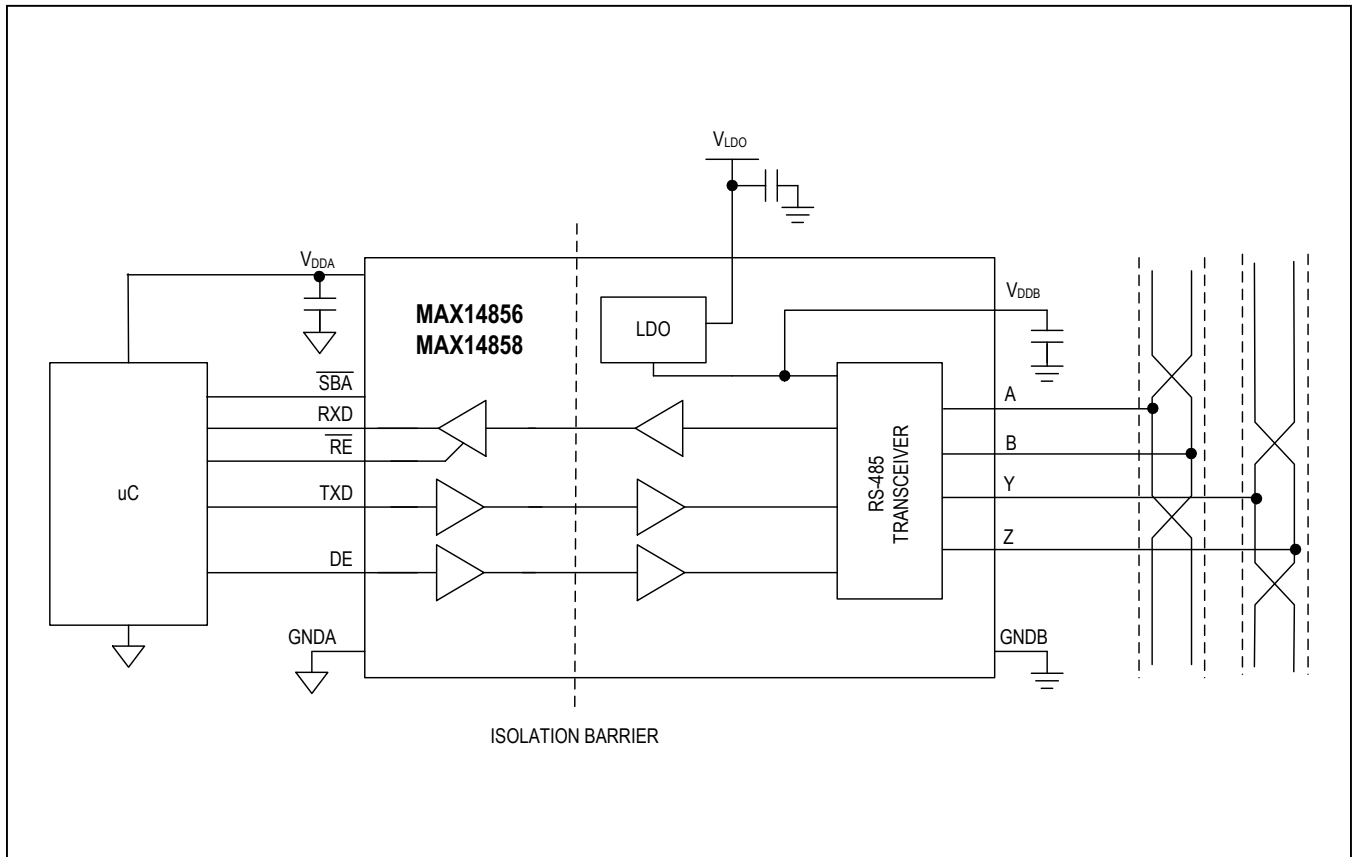 VLDO
VDDA
MAX14856
MAX14858
LDO
VDDB
SBA
RXD
RE
TXD
DE
uC
RS-485
TRANSCEIVER
A
B
Y
Z
GNDA
GNDB
ISOLATION BARRIER